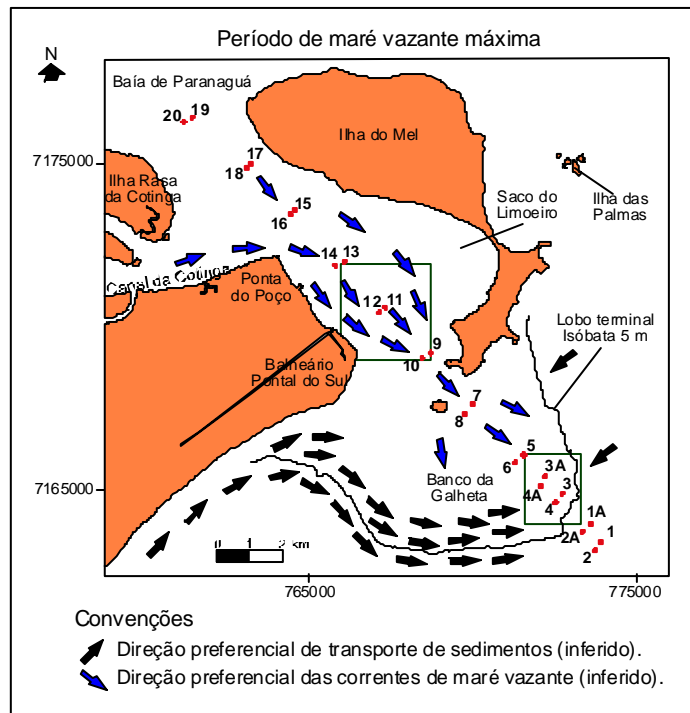 Período de maré vazante máxima
N
Baía de Paranaguá
20 19
Ilha do Mel
7175000
17
18
Ilha Rasa
da Cotinga
15
16
Saco do
Limoeiro
Ilha das
Palmas
14 13
Canal da Cotinga
Ponta
do Poço
12 11
Lobo terminal
Isóbata 5 m
9
10
Balneário
Pontal do Sul
7
8
5
6
3A
Banco da
Galheta
4A
3
4
7165000
1A
2A
1
2
0 1 2 km
765000
775000
Convenções
Direção preferencial de transporte de sedimentos (inferido).
Direção preferencial das correntes de maré vazante (inferido).